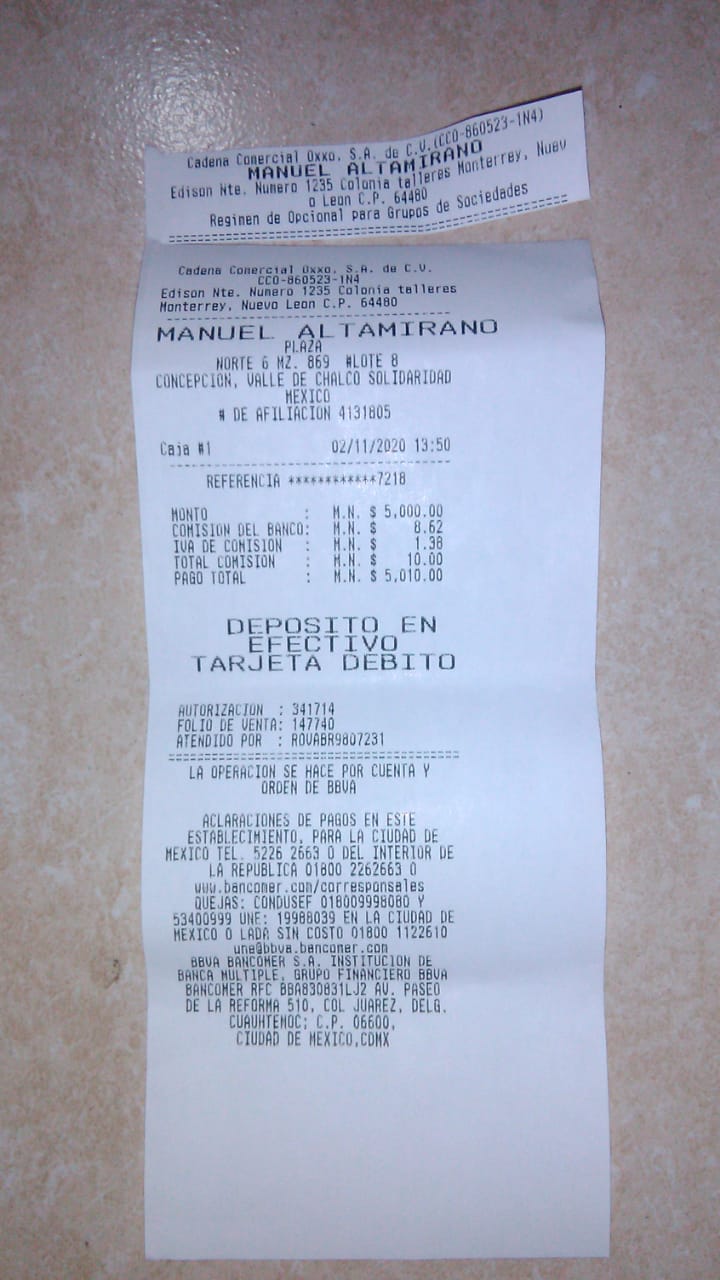 Cadena Comercial Oxxo, S.A. de C.V.(CCO-860523-1N4)
MANUEL ALTAMIRANO
Edison Nte. Numero 1235 Colonia talleres Monterrey, Nuev
o Leon C.P. 64480
Regimen de Opcional para Grupos de Sociedades
Cadena Comercial Oxxo, S.A. de C.V.
CCO-860523-1N4
Edison Nte. Numero 1235 Colonia talleres
Monterrey, Nuevo Leon C.P. 64480
MANUEL ALTAMIRANO
PLAZA
NORTE 6 MZ. 869 #LOTE 8
CONCEPCION, VALLE DE CHALCO SOLIDARIDAD
MEXICO
# DE AFILIACION 4131805
Caja #1 02/11/2020 13:50
REFERENCIA ************7218
MONTO : M.N. $ 5,000.00
COMISION DEL BANCO: M.N. $ 8.62
IVA DE COMISION : M.N. $ 1.38
TOTAL COMISION : M.N. $ 10.00
PAGO TOTAL : M.N. $ 5,010.00
DEPOSITO EN
EFECTIVO
TARJETA DEBITO
AUTORIZACION : 341714
FOLIO DE VENTA: 147740
ATENDIDO POR : ROVABR9807231
LA OPERACION SE HACE POR CUENTA Y
ORDEN DE BBVA
ACLARACIONES DE PAGOS EN ESTE
ESTABLECIMIENTO, PARA LA CIUDAD DE
MEXICO TEL. 5226 2663 O DEL INTERIOR DE
LA REPUBLICA 01800 2262663 O
www.bancomer.com/corresponsales
QUEJAS: CONDUSEF 018009998080 Y
53400999 UNE: 19988039 EN LA CIUDAD DE
MEXICO O LADA SIN COSTO 01800 1122610
une@bbva.bancomer.com
BBVA BANCOMER S.A. INSTITUCION DE
BANCA MULTIPLE, GRUPO FINANCIERO BBVA
BANCOMER RFC BBA830831LJ2 AV. PASEO
DE LA REFORMA 510, COL JUAREZ, DELG.
CUAUHTEMOC; C.P. 06600,
CIUDAD DE MEXICO,CDMX